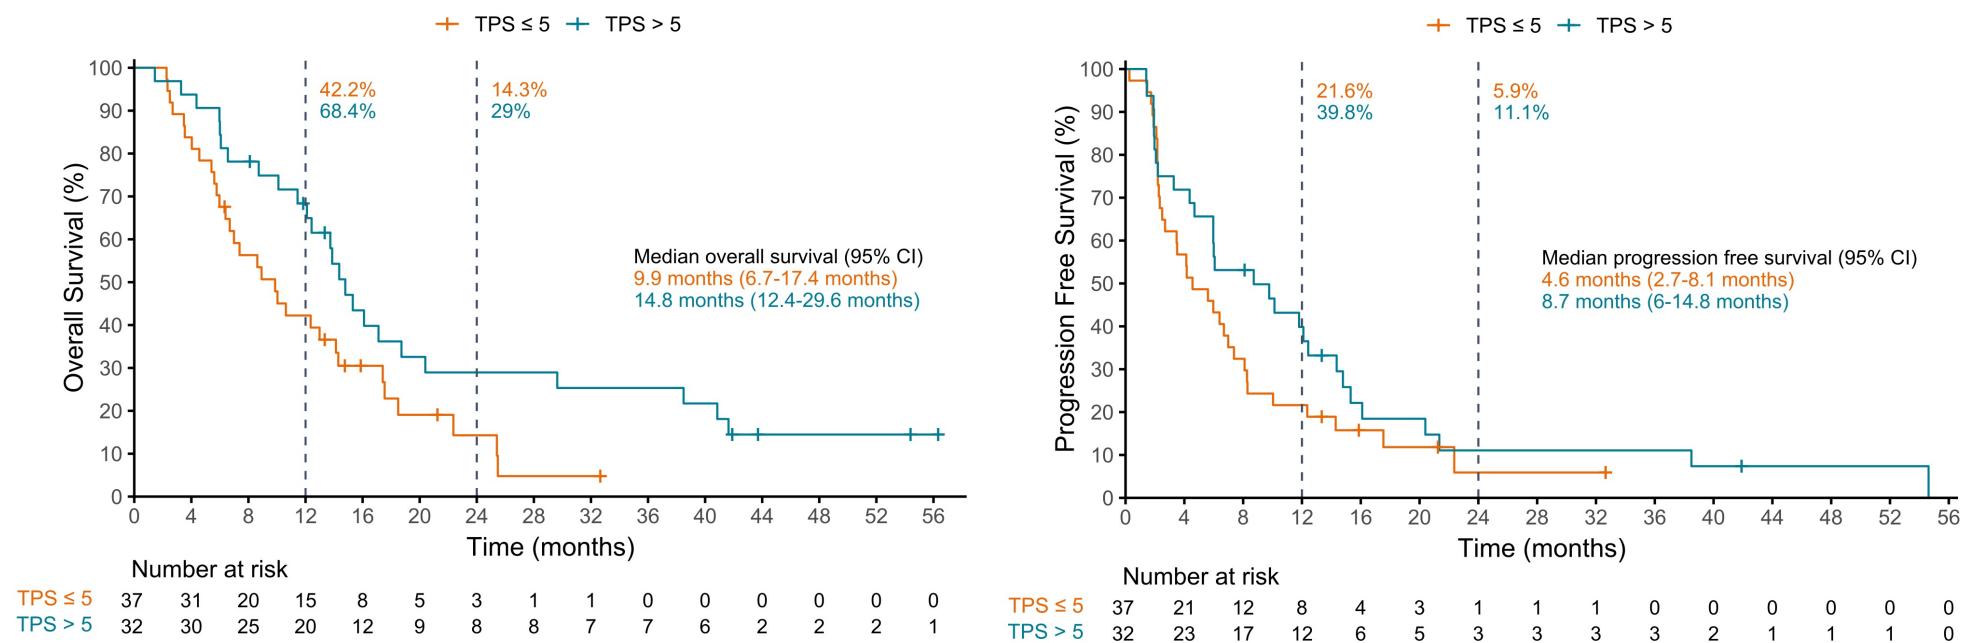 TPS ≤ 5 TPS > 5
100
90
80
70
60
50
40
30
20
10
0
Overall Survival (%)
42.2%
68.4%
14.3%
29%
Median overall survival (95% CI)
9.9 months (6.7-17.4 months)
14.8 months (12.4-29.6 months)
0 4 8 12 16 20 24 28 32 36 40 44 48 52 56
Time (months)
Number at risk
TPS ≤ 5 37 31 20 15 8 5 3 1 1 0 0 0 0 0 0
TPS > 5 32 30 25 20 12 9 8 8 7 7 6 2 2 2 1
TPS ≤ 5 TPS > 5
100
90
80
70
60
50
40
30
20
10
0
Progression Free Survival (%)
21.6%
39.8%
5.9%
11.1%
Median progression free survival (95% CI)
4.6 months (2.7-8.1 months)
8.7 months (6-14.8 months)
0 4 8 12 16 20 24 28 32 36 40 44 48 52 56
Time (months)
Number at risk
TPS ≤ 5 37 21 12 8 4 3 1 1 1 0 0 0 0 0 0
TPS > 5 32 23 17 12 6 5 3 3 3 3 2 1 1 1 0